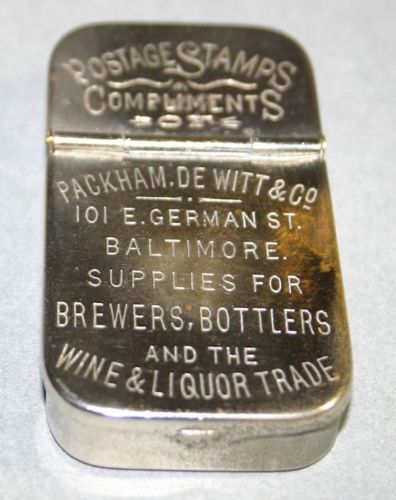 POSTAGE STAMPS
COMPLIMENTS
OF
PACKHAM, DE WITT & CO
101 E. GERMAN ST.
BALTIMORE.
SUPPLIES FOR
BREWERS, BOTTLERS
AND THE
WINE & LIQUOR TRADE